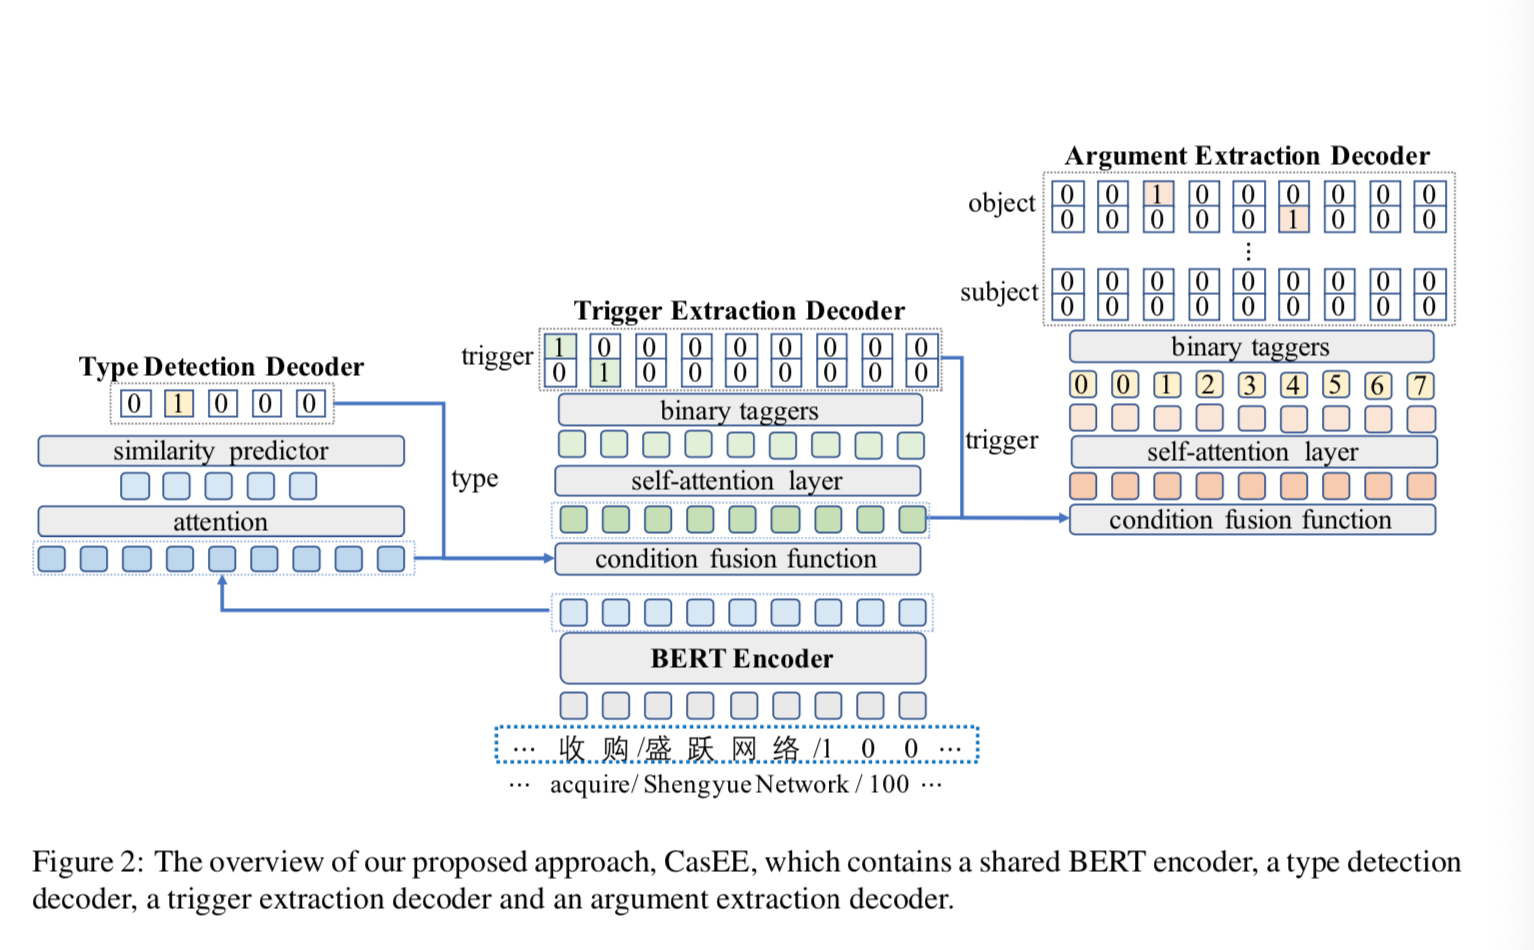 Argument Extraction Decoder
object 0 0 1 0 0 0 0 0 0
0 0 0 0 0 1 0 0 0
⋮
subject 0 0 0 0 0 0 0 0 0
0 0 0 0 0 0 0 0 0
binary taggers
0 0 1 2 3 4 5 6 7
self-attention layer
condition fusion function
Trigger Extraction Decoder
trigger 1 0 0 0 0 0 0 0 0
0 1 0 0 0 0 0 0 0
binary taggers
trigger
self-attention layer
condition fusion function
Type Detection Decoder
0 1 0 0 0
similarity predictor
type
attention
BERT Encoder
··· 收 购 /盛 跃 网 络 /1 0 0 ···
··· acquire/ Shengyue Network / 100 ···
Figure 2: The overview of our proposed approach, CasEE, which contains a shared BERT encoder, a type detection
decoder, a trigger extraction decoder and an argument extraction decoder.